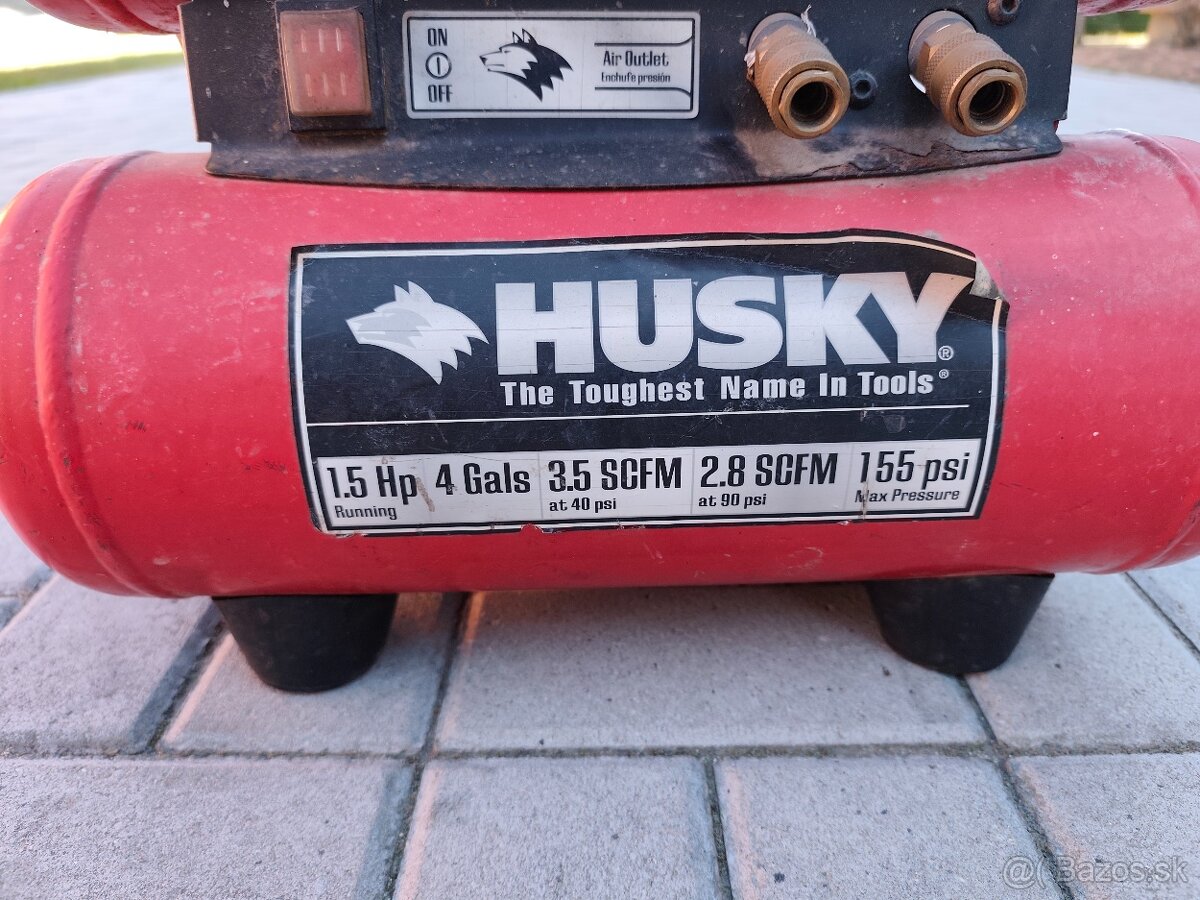 ON
OFF
Air Outlet
Enchufe presión
HUSKY®
The Toughest Name In Tools®
1.5 Hp 4 Gals 3.5 SCFM 2.8 SCFM 155 psi
Running at 40 psi at 90 psi Max Pressure
@(Bazos.sk